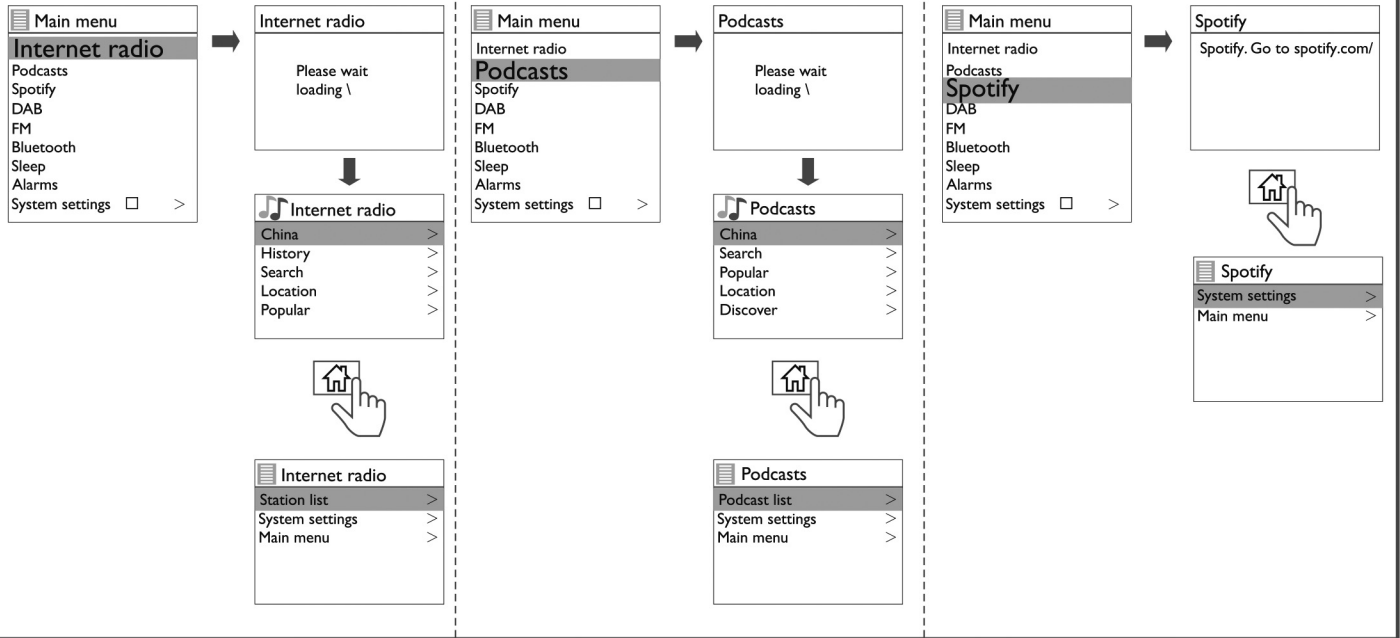 Main menu
Internet radio
Podcasts
Spotify
DAB
FM
Bluetooth
Sleep
Alarms
System settings >
Internet radio
Please wait
loading \
Internet radio
China >
History >
Search >
Location >
Popular >
Internet radio
Station list >
System settings >
Main menu >
Main menu
Internet radio
Podcasts
Spotify
DAB
FM
Bluetooth
Sleep
Alarms
System settings >
Podcasts
Please wait
loading \
Podcasts
China >
Search >
Popular >
Location >
Discover >
Podcasts
Podcast list >
System settings >
Main menu >
Main menu
Internet radio
Podcasts
Spotify
DAB
FM
Bluetooth
Sleep
Alarms
System settings >
Spotify
Spotify. Go to spotify.com/
Spotify
System settings >
Main menu >